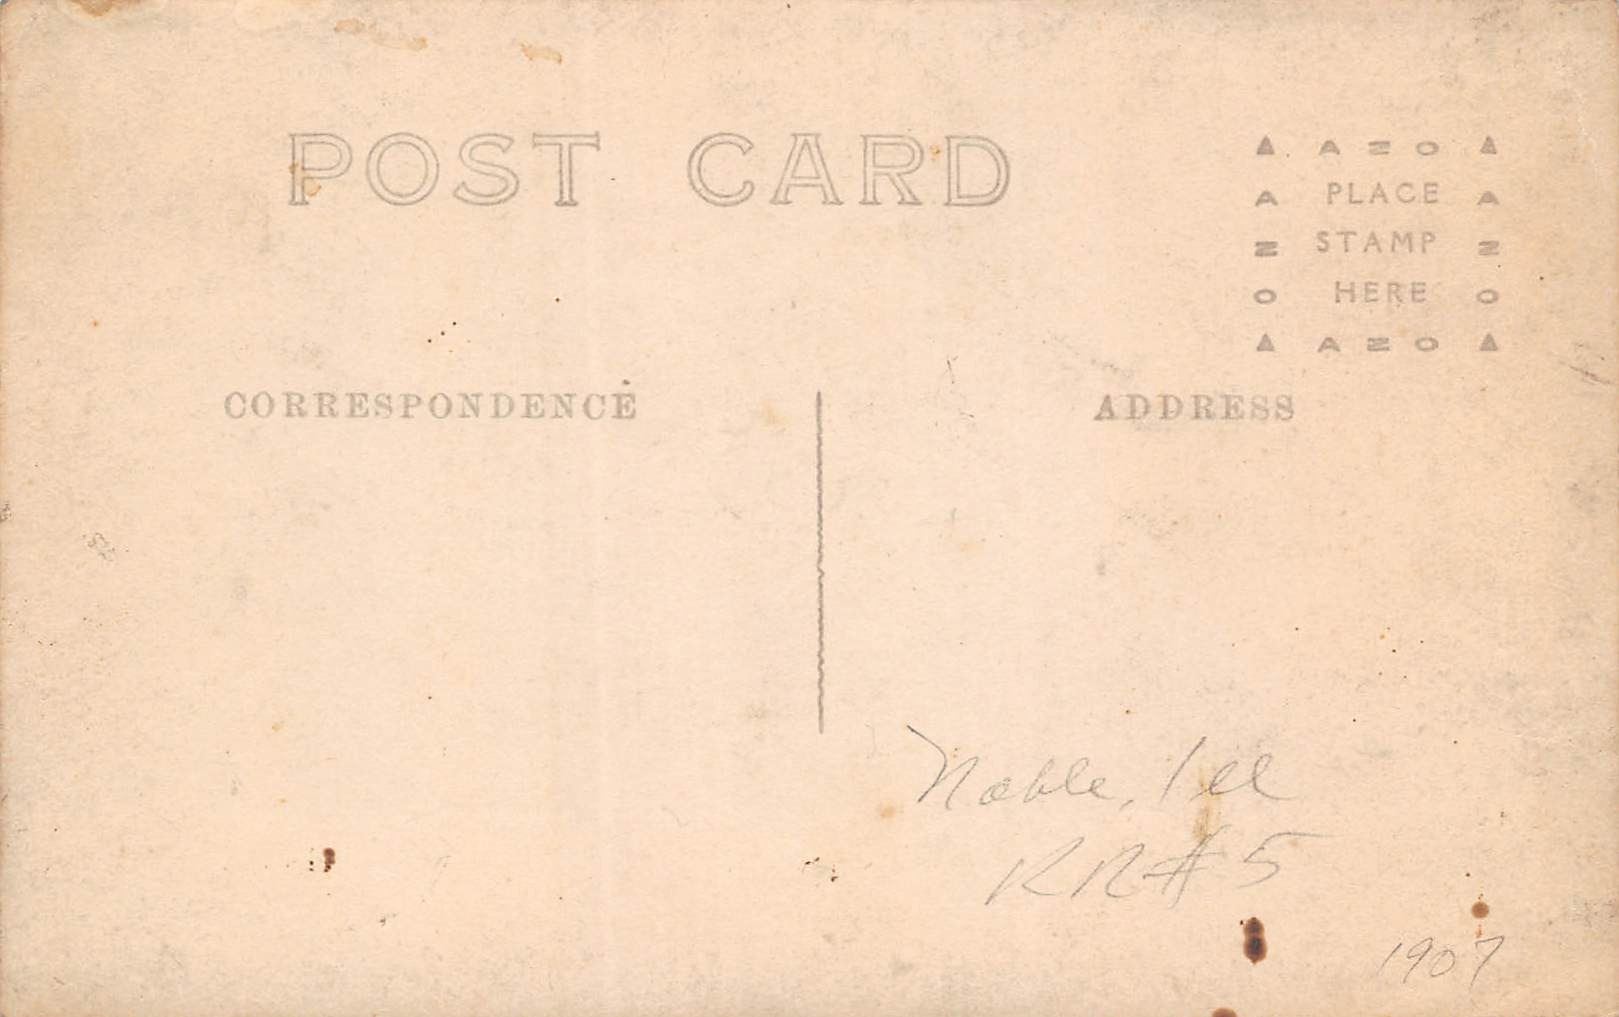 POST CARD
▲ AZO ▲
A PLACE A
Z STAMP Z
O HERE O
▲ AZO ▲
CORRESPONDENCE
ADDRESS
Noble, Ill
RR#5
1907